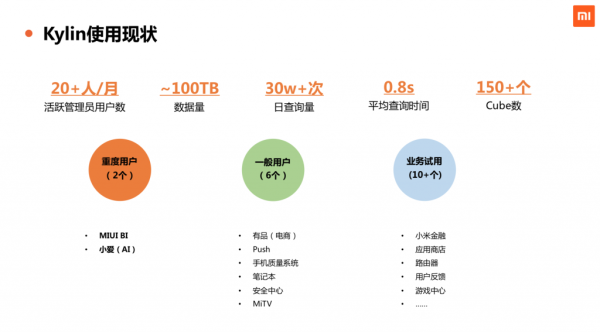 mi
Kylin使用现状
20+人/月
活跃管理员用户数
~100TB
数据量
30w+次
日查询量
0.8s
平均查询时间
150+个
Cube数
重度用户
（2个）
一般用户
（6个）
业务试用
(10+个)
• MIUI BI
• 小爱（AI）
• 有品（电商）
• Push
• 手机质量系统
• 笔记本
• 安全中心
• MiTV
• 小米金融
• 应用商店
• 路由器
• 用户反馈
• 游戏中心
• ......